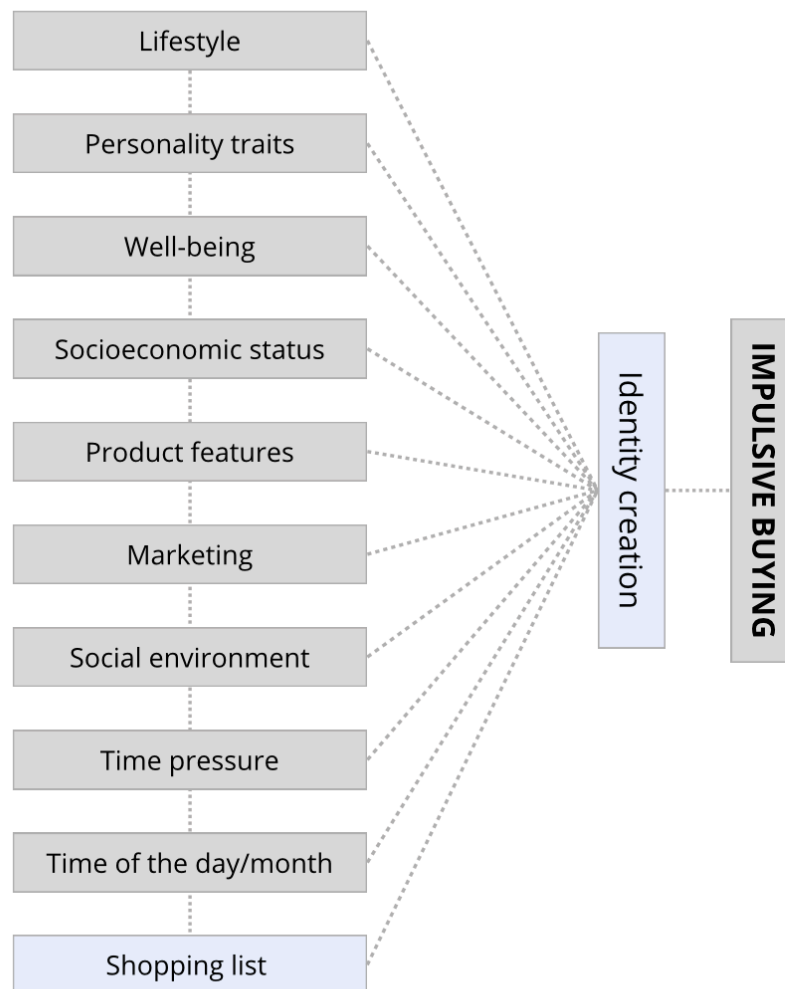 Lifestyle
Personality traits
Well-being
Socioeconomic status
Product features
Marketing
Social environment
Time pressure
Time of the day/month
Shopping list
Identity creation
IMPULSIVE BUYING